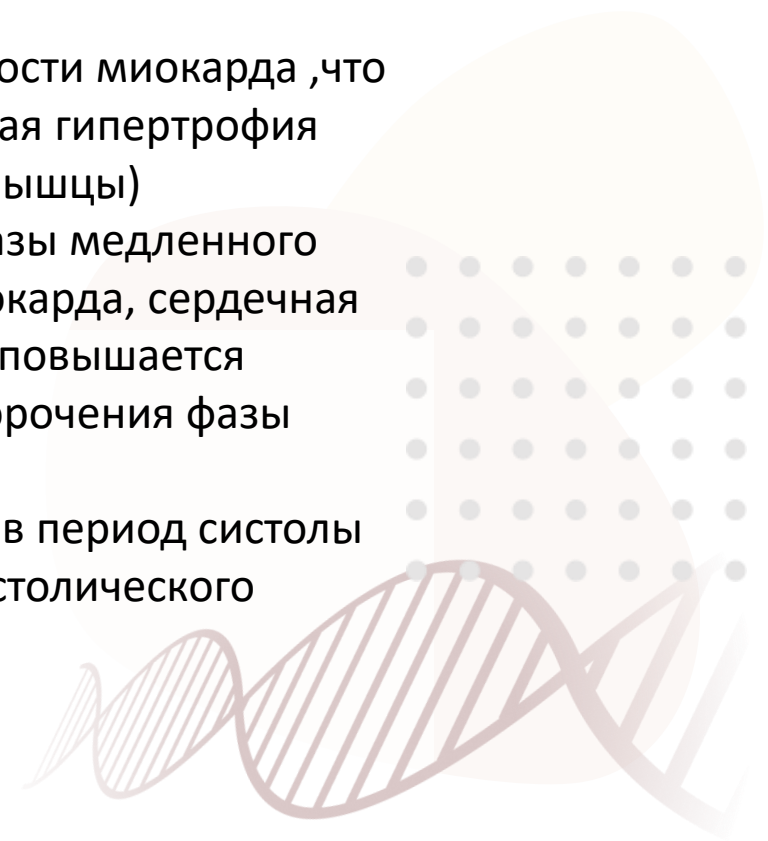 ости миокарда ,что
ая гипертрофия
ышцы)
азы медленного
окарда, сердечная
повышается
орочения фазы
в период систолы
столического